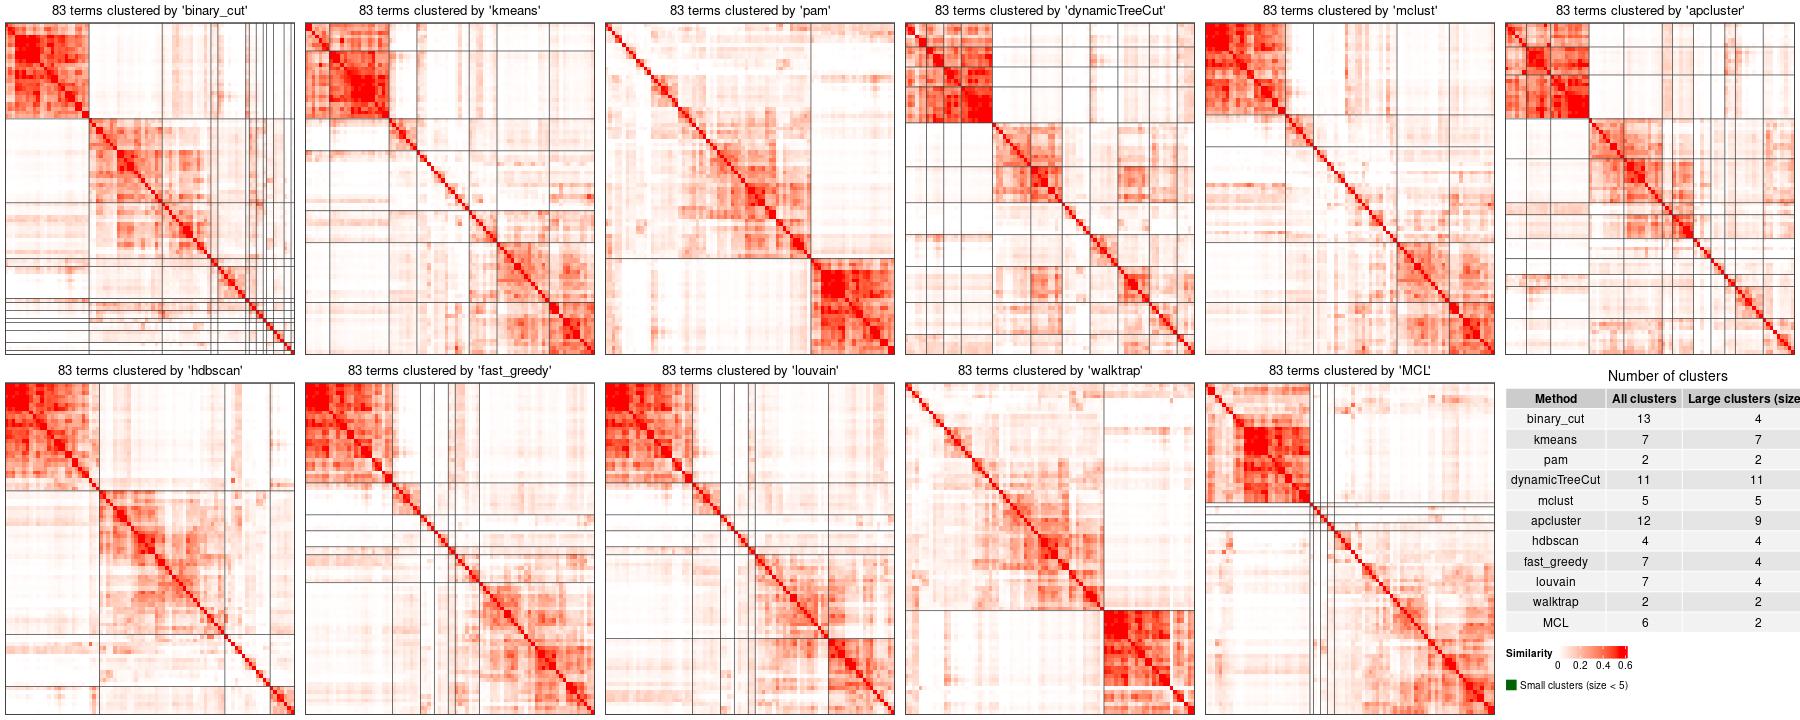 83 terms clustered by 'binary_cut'
83 terms clustered by 'kmeans'
83 terms clustered by 'pam'
83 terms clustered by 'dynamicTreeCut'
83 terms clustered by 'mclust'
83 terms clustered by 'apcluster'
83 terms clustered by 'hdbscan'
83 terms clustered by 'fast_greedy'
83 terms clustered by 'louvain'
83 terms clustered by 'walktrap'
83 terms clustered by 'MCL'
Number of clusters
Method All clusters Large clusters (size
binary_cut 13 4
kmeans 7 7
pam 2 2
dynamicTreeCut 11 11
mclust 5 5
apcluster 12 9
hdbscan 4 4
fast_greedy 7 4
louvain 7 4
walktrap 2 2
MCL 6 2
Similarity
0 0.2 0.4 0.6
Small clusters (size < 5)